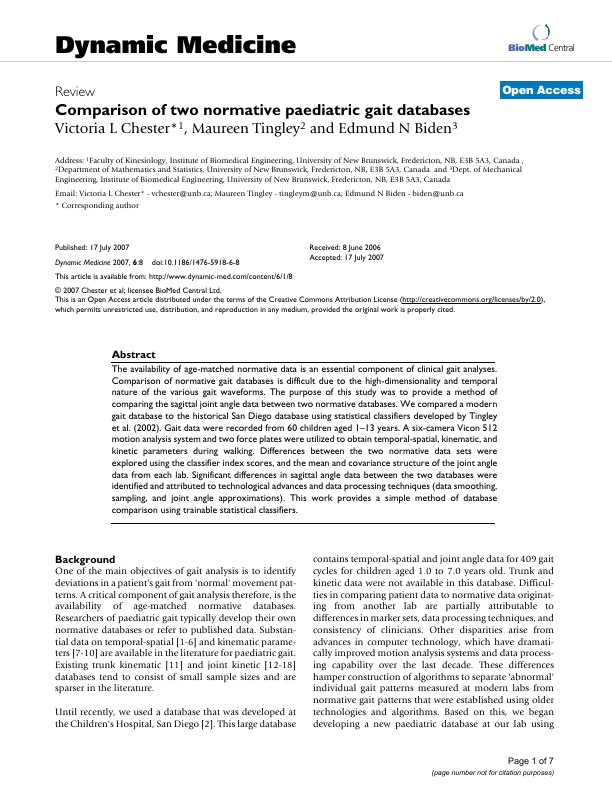 Dynamic Medicine
BioMed Central
Review
Open Access
Comparison of two normative paediatric gait databases
Victoria L Chester*1, Maureen Tingley2 and Edmund N Biden3
Address: 1Faculty of Kinesiology, Institute of Biomedical Engineering, University of New Brunswick, Fredericton, NB, E3B 5A3, Canada ,
2Department of Mathematics and Statistics, University of New Brunswick, Fredericton, NB, E3B 5A3, Canada and 3Dept. of Mechanical
Engineering, Institute of Biomedical Engineering, University of New Brunswick, Fredericton, NB, E3B 5A3, Canada
Email: Victoria L Chester* - vchester@unb.ca; Maureen Tingley - tingleym@unb.ca; Edmund N Biden - biden@unb.ca
* Corresponding author
Published: 17 July 2007
Dynamic Medicine 2007, 6:8 doi:10.1186/1476-5918-6-8
Received: 8 June 2006
Accepted: 17 July 2007
This article is available from: http://www.dynamic-med.com/content/6/1/8
© 2007 Chester et al; licensee BioMed Central Ltd.
This is an Open Access article distributed under the terms of the Creative Commons Attribution License (http://creativecommons.org/licenses/by/2.0),
which permits unrestricted use, distribution, and reproduction in any medium, provided the original work is properly cited.
Abstract
The availability of age-matched normative data is an essential component of clinical gait analyses.
Comparison of normative gait databases is difficult due to the high-dimensionality and temporal
nature of the various gait waveforms. The purpose of this study was to provide a method of
comparing the sagittal joint angle data between two normative databases. We compared a modern
gait database to the historical San Diego database using statistical classifiers developed by Tingley
et al. (2002). Gait data were recorded from 60 children aged 1–13 years. A six-camera Vicon 512
motion analysis system and two force plates were utilized to obtain temporal-spatial, kinematic, and
kinetic parameters during walking. Differences between the two normative data sets were
explored using the classifier index scores, and the mean and covariance structure of the joint angle
data from each lab. Significant differences in sagittal angle data between the two databases were
identified and attributed to technological advances and data processing techniques (data smoothing,
sampling, and joint angle approximations). This work provides a simple method of database
comparison using trainable statistical classifiers.
Background
One of the main objectives of gait analysis is to identify
deviations in a patient's gait from 'normal' movement pat-
terns. A critical component of gait analysis therefore, is the
availability of age-matched normative databases.
Researchers of paediatric gait typically develop their own
normative databases or refer to published data. Substan-
tial data on temporal-spatial [1-6] and kinematic parame-
ters [7-10] are available in the literature for paediatric gait.
Existing trunk kinematic [11] and joint kinetic [12-18]
databases tend to consist of small sample sizes and are
sparser in the literature.
Until recently, we used a database that was developed at
the Children's Hospital, San Diego [2]. This large database
contains temporal-spatial and joint angle data for 409 gait
cycles for children aged 1.0 to 7.0 years old. Trunk and
kinetic data were not available in this database. Difficul-
ties in comparing patient data to normative data originat-
ing from another lab are partially attributable to
differences in marker sets, data processing techniques, and
consistency of clinicians. Other disparities arise from
advances in computer technology, which have dramati-
cally improved motion analysis systems and data process-
ing capability over the last decade. These differences
hamper construction of algorithms to separate 'abnormal'
individual gait patterns measured at modern labs from
normative gait patterns that were established using older
technologies and algorithms. Based on this, we began
developing a new paediatric database at our lab using
Page 1 of 7
(page number not for citation purposes)